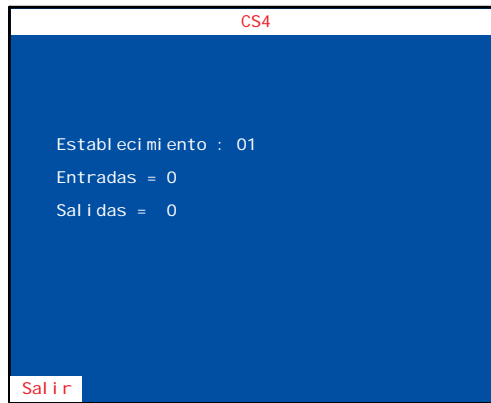 CS4
Establecimiento : 01
Entradas = 0
Salidas = 0
Salir